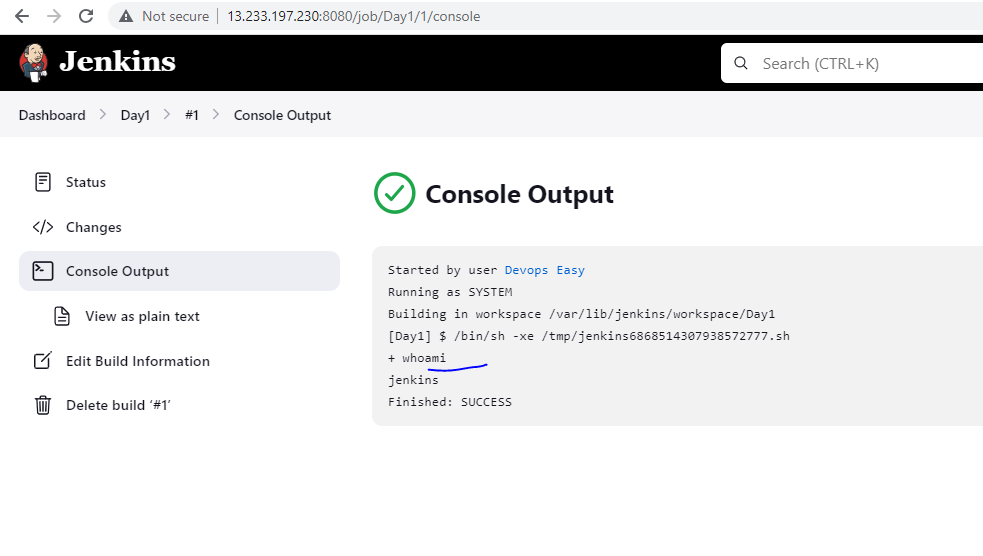 Not secure | 13.233.197.230:8080/job/Day1/1/console
Jenkins
Search (CTRL+K)
Dashboard > Day1 > #1 > Console Output
Status
Changes
Console Output
View as plain text
Edit Build Information
Delete build ‘#1’
Console Output
Started by user Devops Easy
Running as SYSTEM
Building in workspace /var/lib/jenkins/workspace/Day1
[Day1] $ /bin/sh -xe /tmp/jenkins6868514307938572777.sh
+ whoami
jenkins
Finished: SUCCESS